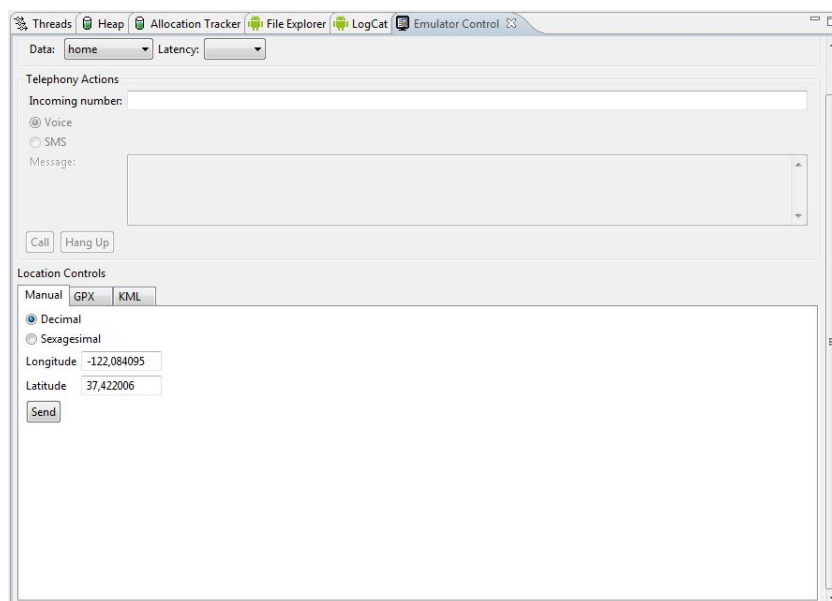 Threads Heap Allocation Tracker File Explorer LogCat Emulator Control
Data: home Latency:
Telephony Actions
Incoming number:
Voice
SMS
Message:
Call Hang Up
Location Controls
Manual GPX KML
Decimal
Sexagesimal
Longitude -122,084095
Latitude 37,422006
Send